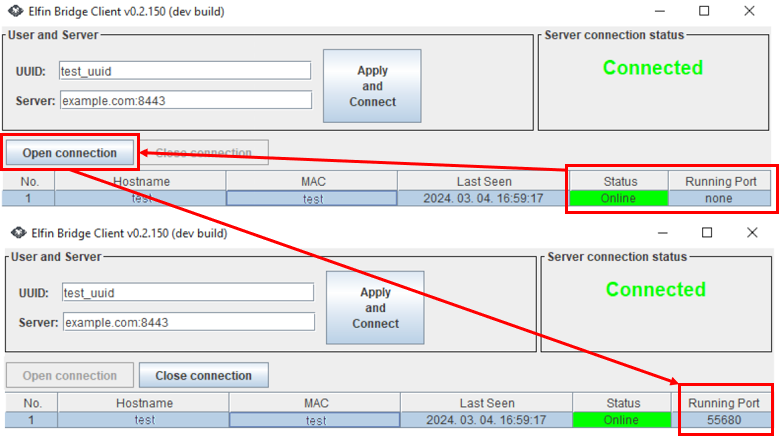 Elfin Bridge Client v0.2.150 (dev build)
User and Server
Server connection status
UUID: test_uuid
Server: example.com:8443
Apply
and
Connect
Connected
Open connection
Close connection
No. Hostname MAC Last Seen Status Running Port
1 test test 2024. 03. 04. 16:59:17 Online none
Elfin Bridge Client v0.2.150 (dev build)
User and Server
Server connection status
UUID: test_uuid
Server: example.com:8443
Apply
and
Connect
Connected
Open connection
Close connection
No. Hostname MAC Last Seen Status Running Port
1 test test 2024. 03. 04. 16:59:17 Online 55680